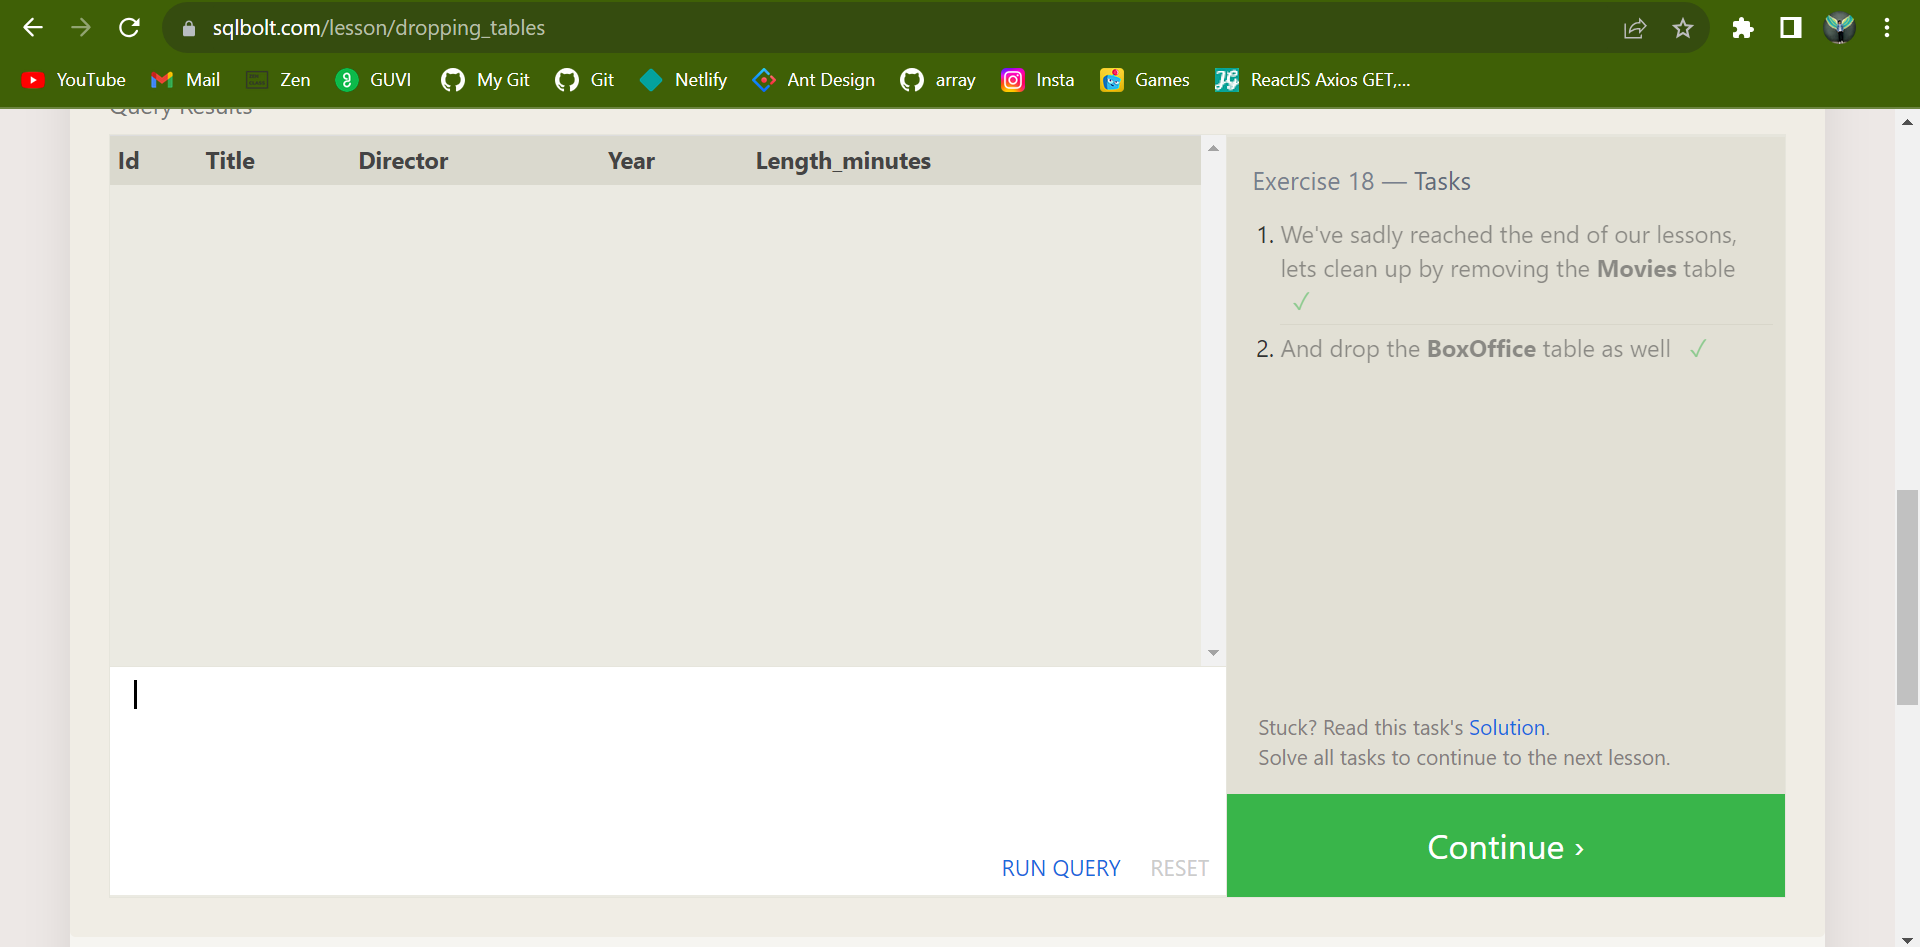 sqlbolt.com/lesson/dropping_tables
YouTube Mail Zen GUVI My Git Git Netlify Ant Design array Insta Games ReactJS Axios GET,...
Query Results
Id Title Director Year Length_minutes
Exercise 18 — Tasks
1. We've sadly reached the end of our lessons,
lets clean up by removing the Movies table
✓
2. And drop the BoxOffice table as well ✓
Stuck? Read this task's Solution.
Solve all tasks to continue to the next lesson.
RUN QUERY RESET
Continue ›